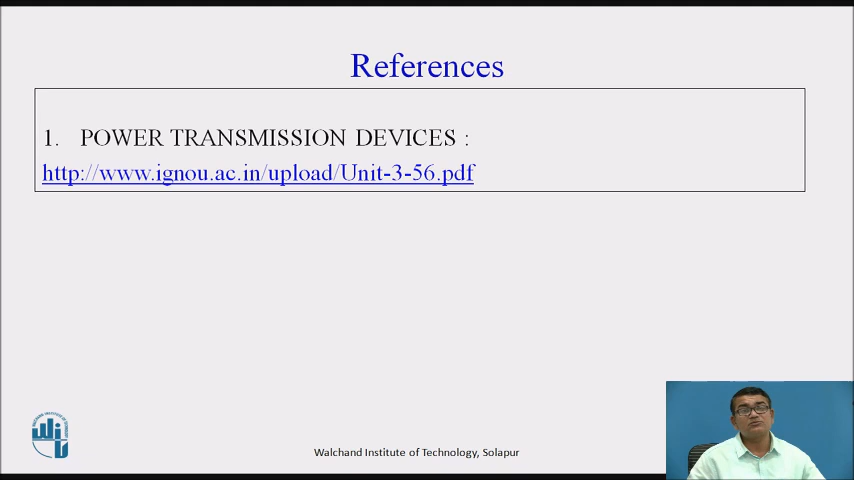 References
1. POWER TRANSMISSION DEVICES :
http://www.ignou.ac.in/upload/Unit-3-56.pdf
Walchand Institute of Technology, Solapur